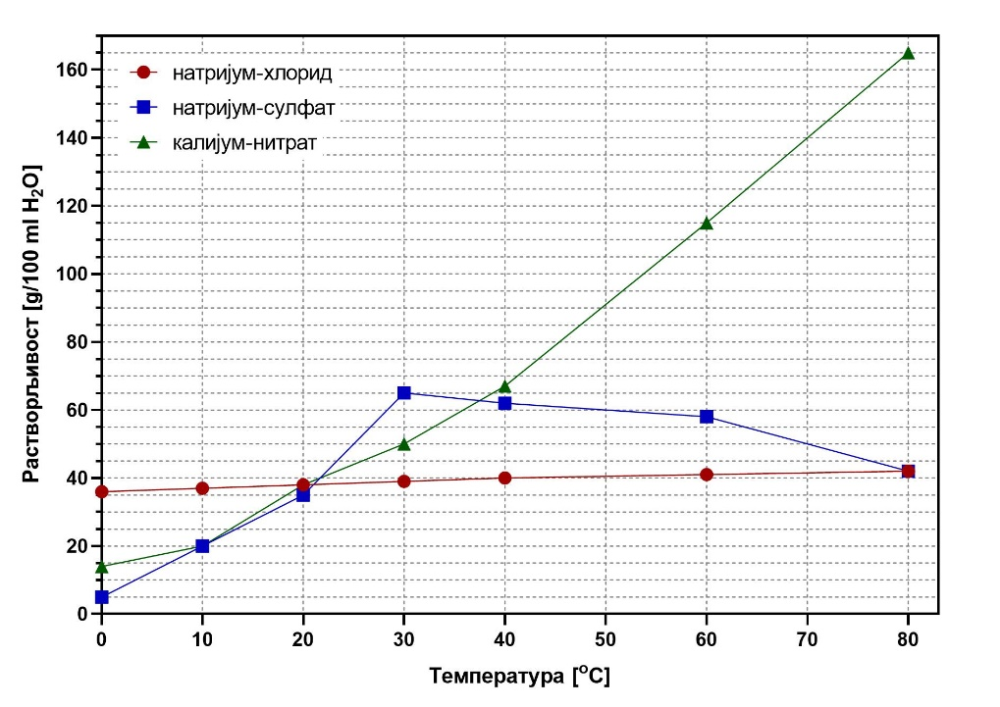 натријум-хлорид
натријум-сулфат
калијум-нитрат
160
140
120
100
80
60
40
20
0
Растворљивост [g/100 ml H₂O]
0 10 20 30 40 50 60 70 80
Температура [°C]